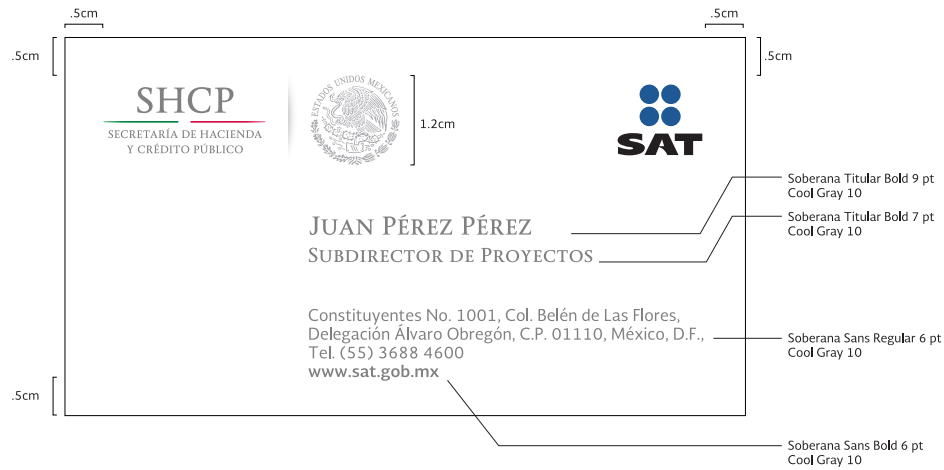 .5cm
.5cm
.5cm
.5cm
SHCP
SECRETARÍA DE HACIENDA
Y CRÉDITO PÚBLICO
ESTADOS UNIDOS MEXICANOS
1.2cm
SAT
Soberana Titular Bold 9 pt
Cool Gray 10
Soberana Titular Bold 7 pt
Cool Gray 10
JUAN PÉREZ PÉREZ
SUBDIRECTOR DE PROYECTOS
Constituyentes No. 1001, Col. Belén de Las Flores,
Delegación Álvaro Obregón, C.P. 01110, México, D.F.,
Tel. (55) 3688 4600
www.sat.gob.mx
Soberana Sans Regular 6 pt
Cool Gray 10
.5cm
Soberana Sans Bold 6 pt
Cool Gray 10